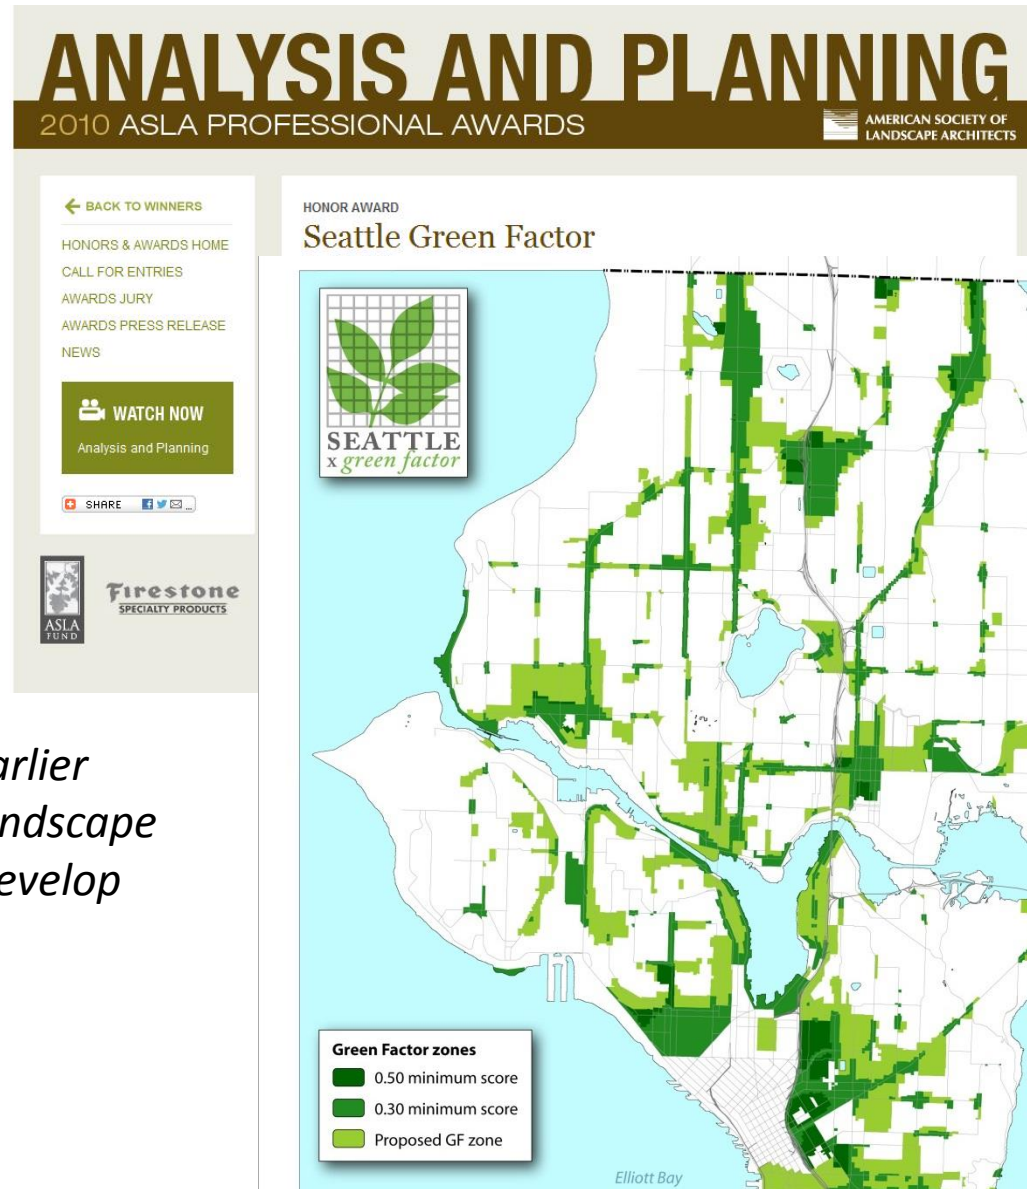 ANALYSIS AND PLANNING
2010 ASLA PROFESSIONAL AWARDS
AMERICAN SOCIETY OF
LANDSCAPE ARCHITECTS
BACK TO WINNERS
HONORS & AWARDS HOME
CALL FOR ENTRIES
AWARDS JURY
AWARDS PRESS RELEASE
NEWS
WATCH NOW
Analysis and Planning
SHARE
ASLA
FUND
Firestone
SPECIALTY PRODUCTS
HONOR AWARD
Seattle Green Factor
SEATTLE
x green factor
arlier
ndscape
evelop
Green Factor zones
0.50 minimum score
0.30 minimum score
Proposed GF zone
Elliott Bay